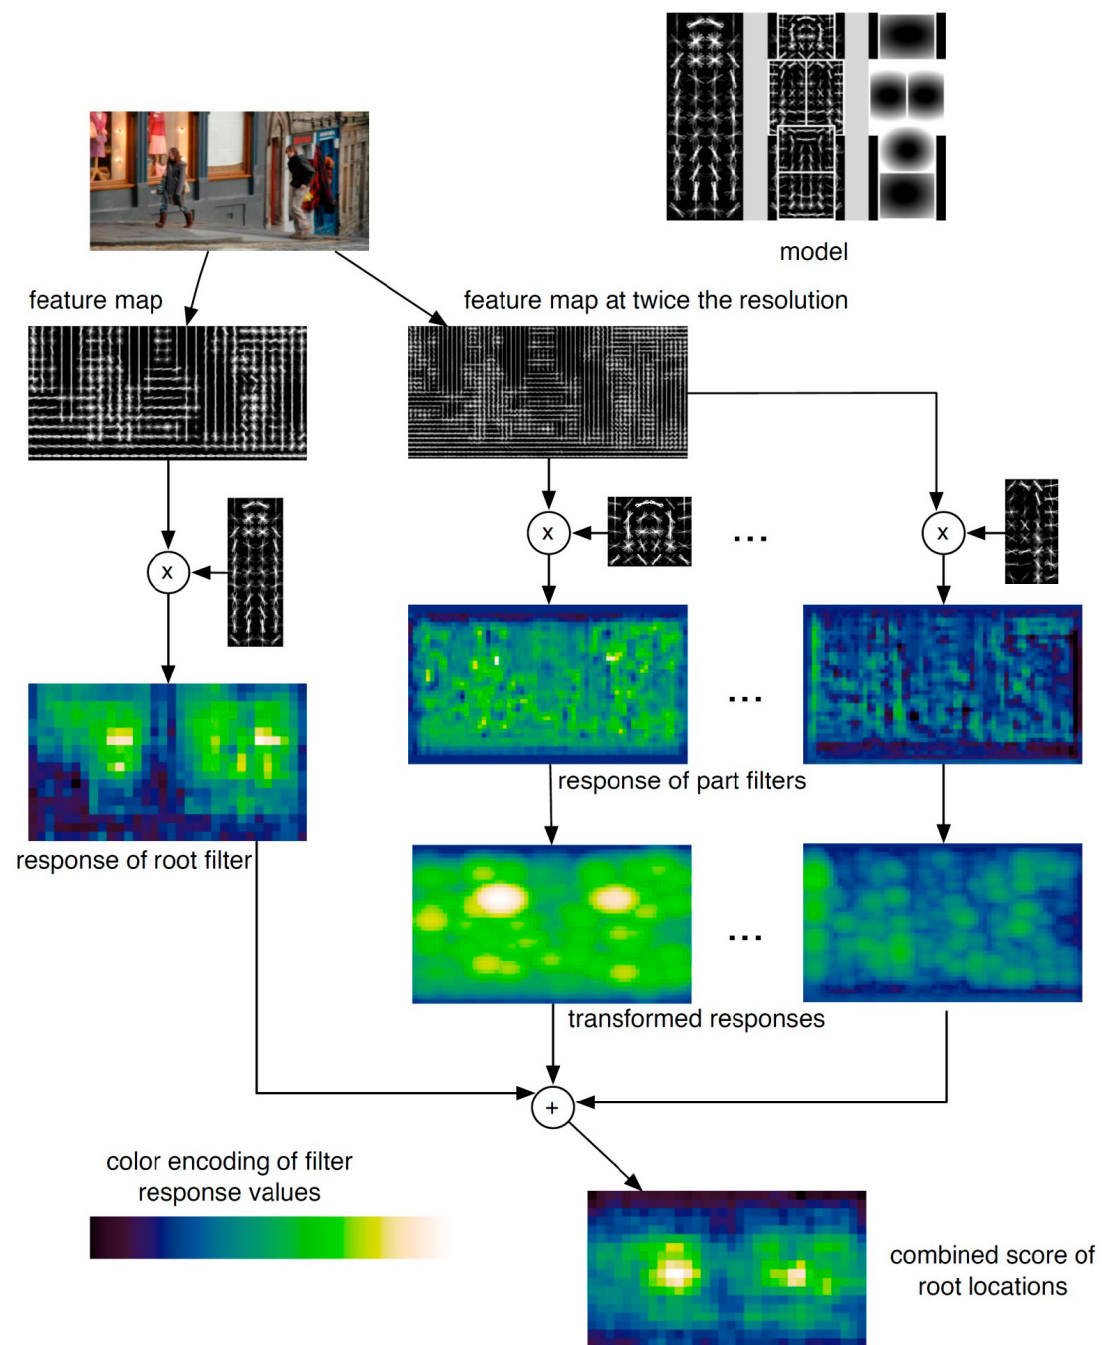 model
feature map
feature map at twice the resolution
x
x
...
x
response of part filters
...
response of root filter
...
transformed responses
+
color encoding of filter
response values
combined score of
root locations